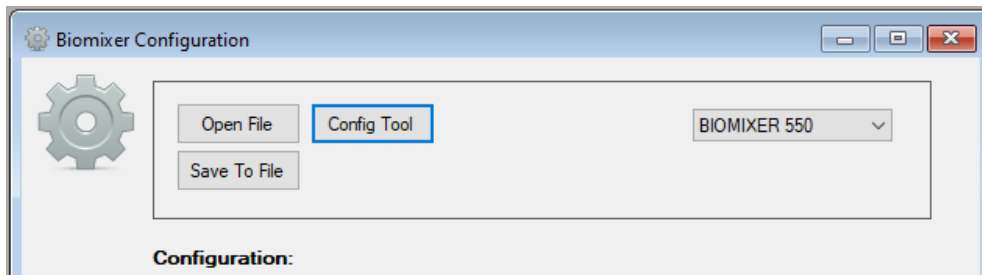 Biomixer Configuration
Open File
Config Tool
BIOMIXER 550
Save To File
Configuration: